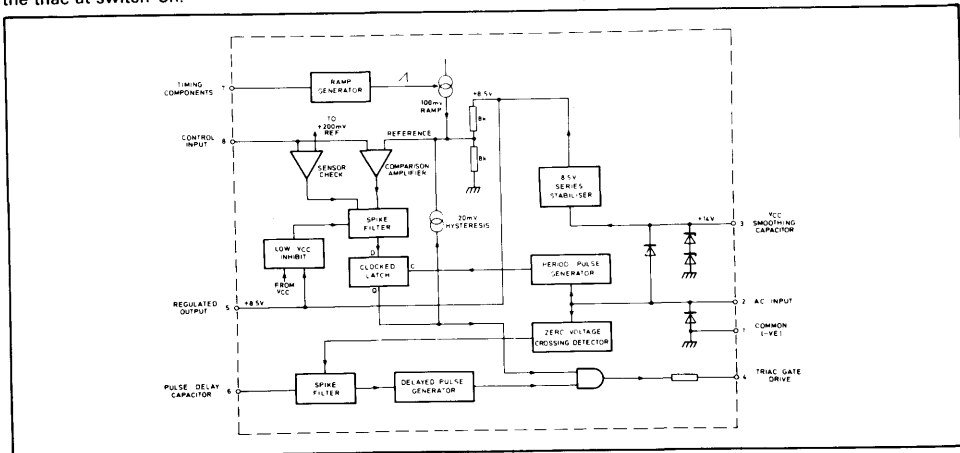 the triac at switch-on.
TIMING
COMPONENTS
7
RAMP
GENERATOR
100mV
RAMP
+8.5V
8k
8k
CONTROL
INPUT
8
TO
+200mV
REF
REFERENCE
SENSOR
CHECK
COMPARISON
AMPLIFIER
8.5V
SERIES
STABILISER
SPIKE
FILTER
20mV
HYSTERESIS
+14V
3
VCC
SMOOTHING
CAPACITOR
LOW VCC
INHIBIT
FROM
VCC
D
CLOCKED
LATCH
C
Q
PERIOD PULSE
GENERATOR
REGULATED
OUTPUT
5
+8.5V
2
AC INPUT
ZERO VOLTAGE
CROSSING DETECTOR
1
COMMON
(-VE)
PULSE DELAY
CAPACITOR
6
SPIKE
FILTER
DELAYED PULSE
GENERATOR
4
TRIAC GATE
DRIVE